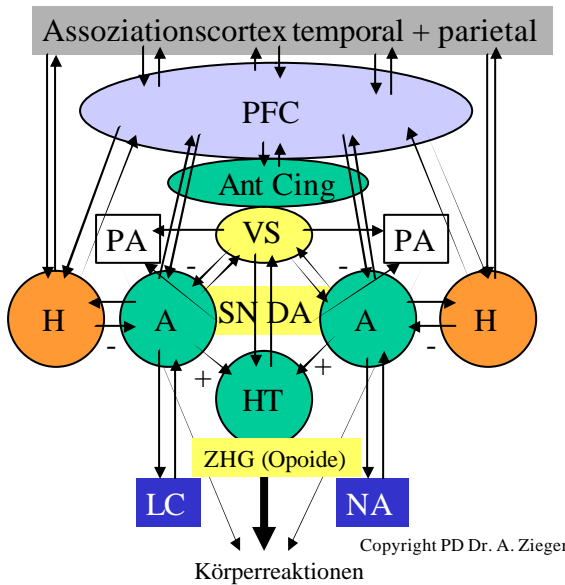 Assoziationscortex temporal + parietal
PFC
Ant Cing
VS
PA
PA
-
-
H
A
SN DA
A
H
-
-
+
+
HT
ZHG (Opoide)
LC
NA
Copyright PD Dr. A. Zieger
Körperreaktionen